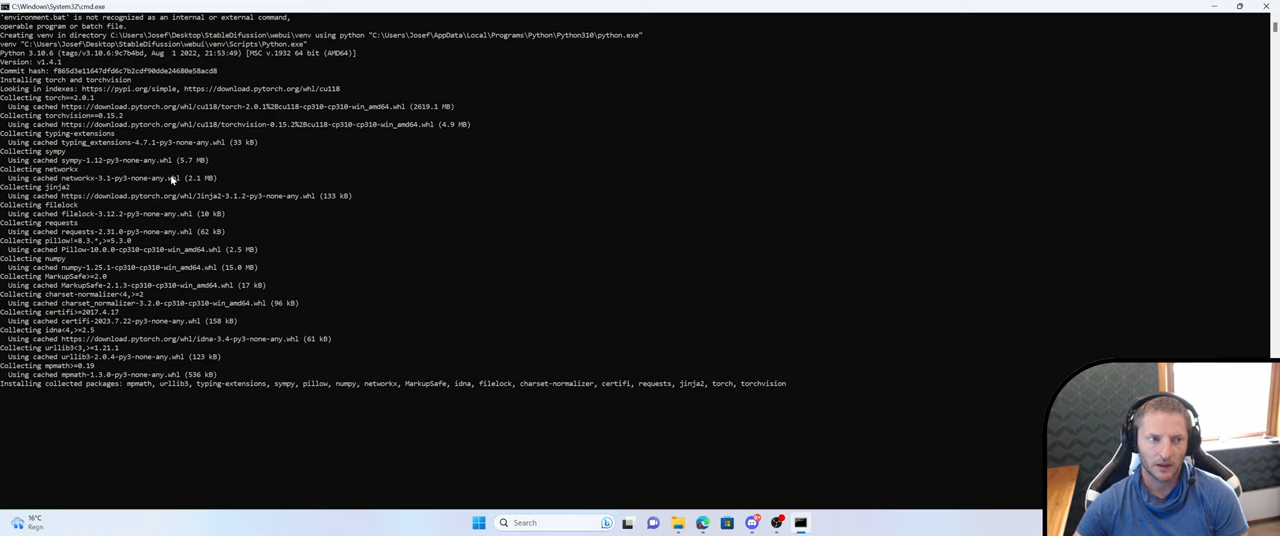 C:\Windows\System32\cmd.exe
'environment.bat' is not recognized as an internal or external command,
operable program or batch file.
Creating venv in directory C:\Users\Josef\Desktop\StableDifussion\webui\venv using python "C:\Users\Josef\AppData\Local\Programs\Python\Python310\python.exe"
venv "C:\Users\Josef\Desktop\StableDifussion\webui\venv\Scripts\Python.exe"
Python 3.10.6 (tags/v3.10.6:9c7b4bd, Aug  1 2022, 21:53:49) [MSC v.1932 64 bit (AMD64)]
Version: v1.4.1
Commit hash: f865d3e11647dfd6c7b2cdf90dde24680e58acd8
Installing torch and torchvision
Looking in indexes: https://pypi.org/simple, https://download.pytorch.org/whl/cu118
Collecting torch==2.0.1
Using cached https://download.pytorch.org/whl/cu118/torch-2.0.1%2Bcu118-cp310-cp310-win_amd64.whl (2619.1 MB)
Collecting torchvision==0.15.2
Using cached https://download.pytorch.org/whl/cu118/torchvision-0.15.2%2Bcu118-cp310-cp310-win_amd64.whl (4.9 MB)
Collecting typing-extensions
Using cached typing_extensions-4.7.1-py3-none-any.whl (33 kB)
Collecting sympy
Using cached sympy-1.12-py3-none-any.whl (5.7 MB)
Collecting networkx
Using cached networkx-3.1-py3-none-any.whl (2.1 MB)
Collecting jinja2
Using cached https://download.pytorch.org/whl/Jinja2-3.1.2-py3-none-any.whl (133 kB)
Collecting filelock
Using cached filelock-3.12.2-py3-none-any.whl (10 kB)
Collecting requests
Using cached requests-2.31.0-py3-none-any.whl (62 kB)
Collecting pillow!=8.3.*,>=5.3.0
Using cached Pillow-10.0.0-cp310-cp310-win_amd64.whl (2.5 MB)
Collecting numpy
Using cached numpy-1.25.1-cp310-cp310-win_amd64.whl (15.0 MB)
Collecting MarkupSafe>=2.0
Using cached MarkupSafe-2.1.3-cp310-cp310-win_amd64.whl (17 kB)
Collecting charset-normalizer<4,>=2
Using cached charset_normalizer-3.2.0-cp310-cp310-win_amd64.whl (96 kB)
Collecting certifi>=2017.4.17
Using cached certifi-2023.7.22-py3-none-any.whl (158 kB)
Collecting idna<4,>=2.5
Using cached https://download.pytorch.org/whl/idna-3.4-py3-none-any.whl (61 kB)
Collecting urllib3<3,>=1.21.1
Using cached urllib3-2.0.4-py3-none-any.whl (123 kB)
Collecting mpmath>=0.19
Using cached mpmath-1.3.0-py3-none-any.whl (536 kB)
Installing collected packages: mpmath, urllib3, typing-extensions, sympy, pillow, numpy, networkx, MarkupSafe, idna, filelock, charset-normalizer, certifi, requests, jinja2, torch, torchvision
16°C
Regn
Search